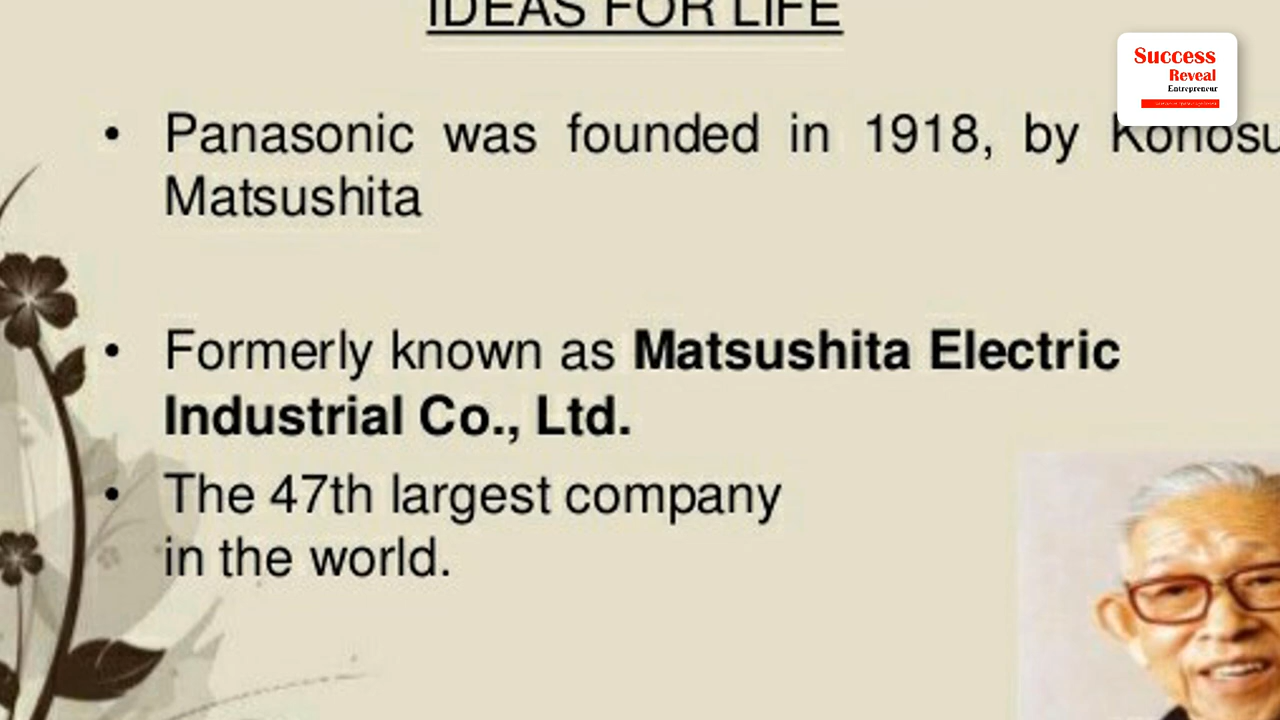 IDEAS FOR LIFE
Success
Reveal
Entrepreneur
• Panasonic was founded in 1918, by Konosu
Matsushita
• Formerly known as Matsushita Electric
Industrial Co., Ltd.
• The 47th largest company
in the world.